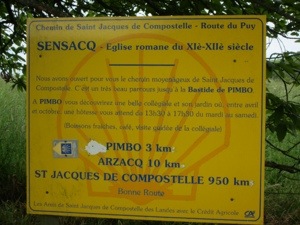 Chemin de Saint Jacques de Compostelle - Route du Puy
SENSACQ - Eglise romane du XIè-XIIè siècle
Nous avons ouvert pour vous le chemin moyenâgeux de Saint Jacques de
Compostelle. C'est un très beau parcours jusqu'à la Bastide de PIMBO.
A PIMBO vous découvrirez une belle collégiale et son jardin où, entre avril
et octobre, une hôtesse vous attend du 13h30 à 17h30 du mardi au samedi
(Boissons fraîches, café, visite guidée de la collégiale)
PIMBO 3 km
ARZACQ 10 km
ST JACQUES DE COMPOSTELLE 950 km
Bonne Route
Les Amis de Saint Jacques de Compostelle des Landes avec le Crédit Agricole